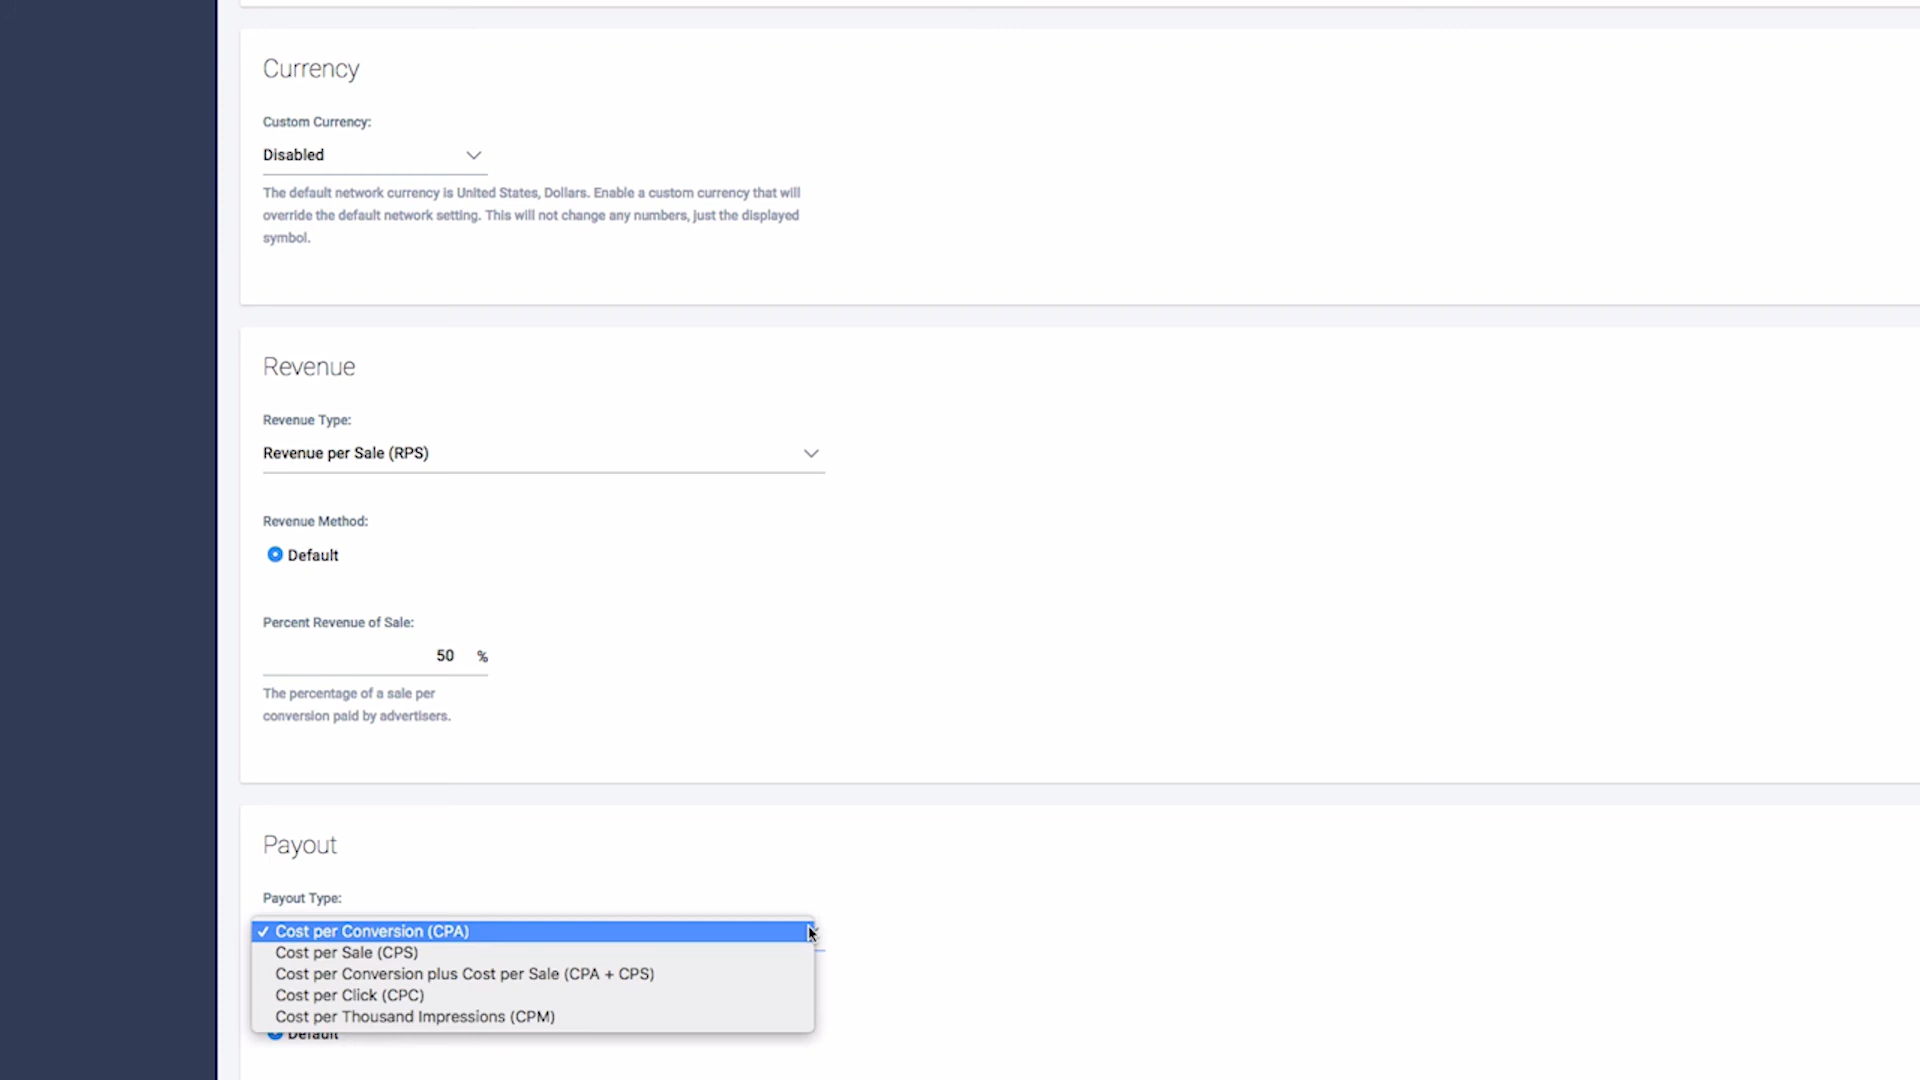 Currency
Custom Currency:
Disabled
The default network currency is United States, Dollars. Enable a custom currency that will
override the default network setting. This will not change any numbers, just the displayed
symbol.
Revenue
Revenue Type:
Revenue per Sale (RPS)
Revenue Method:
Default
Percent Revenue of Sale:
50 %
The percentage of a sale per
conversion paid by advertisers.
Payout
Payout Type:
✓ Cost per Conversion (CPA)
Cost per Sale (CPS)
Cost per Conversion plus Cost per Sale (CPA + CPS)
Cost per Click (CPC)
Cost per Thousand Impressions (CPM)
Default